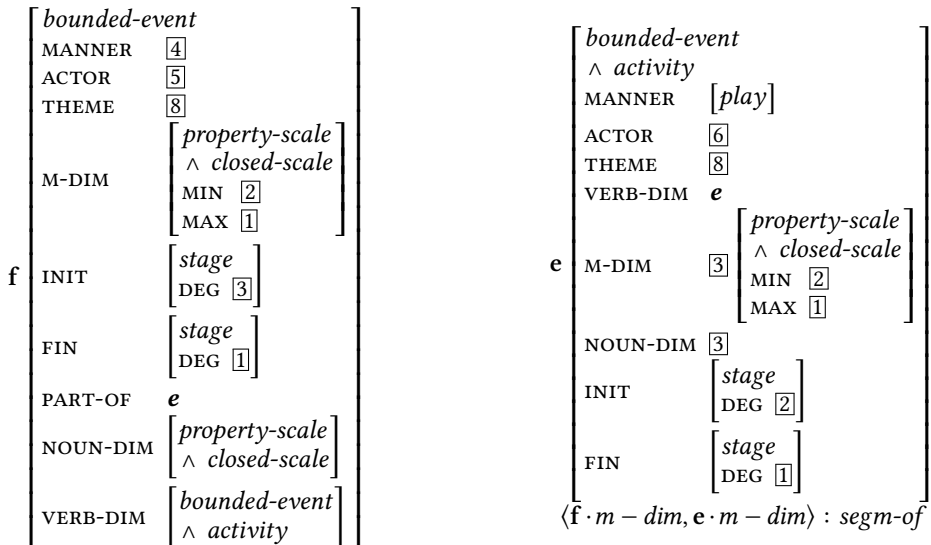 bounded-event
MANNER 4
ACTOR 5
THEME 8
property-scale
∧ closed-scale
M-DIM
MIN 2
MAX 1
stage
f INIT
DEG 3
stage
FIN
DEG 1
PART-OF e
property-scale
NOUN-DIM
∧ closed-scale
bounded-event
VERB-DIM
∧ activity
bounded-event
∧ activity
MANNER [play]
ACTOR 6
THEME 8
VERB-DIM e
property-scale
∧ closed-scale
e M-DIM 3
MIN 2
MAX 1
NOUN-DIM 3
stage
INIT
DEG 2
stage
FIN
DEG 1
⟨f · m − dim, e · m − dim⟩ : segm-of